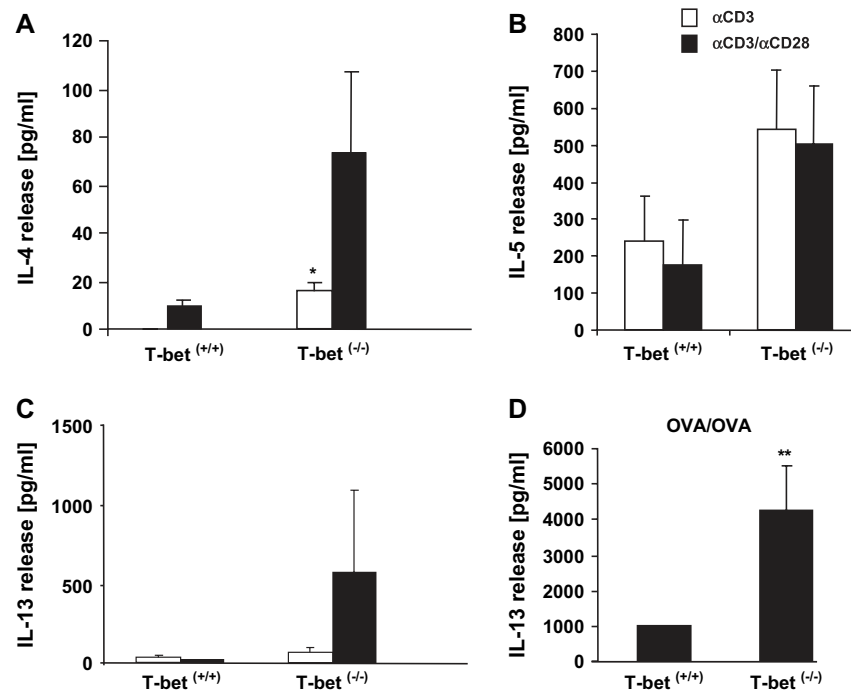 A
IL-4 release [pg/ml]
120
100
80
60
40
20
0
*
T-bet (+/+)
T-bet (-/-)
B
αCD3
αCD3/αCD28
IL-5 release [pg/ml]
800
700
600
500
400
300
200
100
0
T-bet (+/+)
T-bet (-/-)
C
IL-13 release [pg/ml]
1500
1000
500
0
T-bet (+/+)
T-bet (-/-)
D
OVA/OVA
IL-13 release [pg/ml]
6000
5000
4000
3000
2000
1000
0
**
T-bet (+/+)
T-bet (-/-)